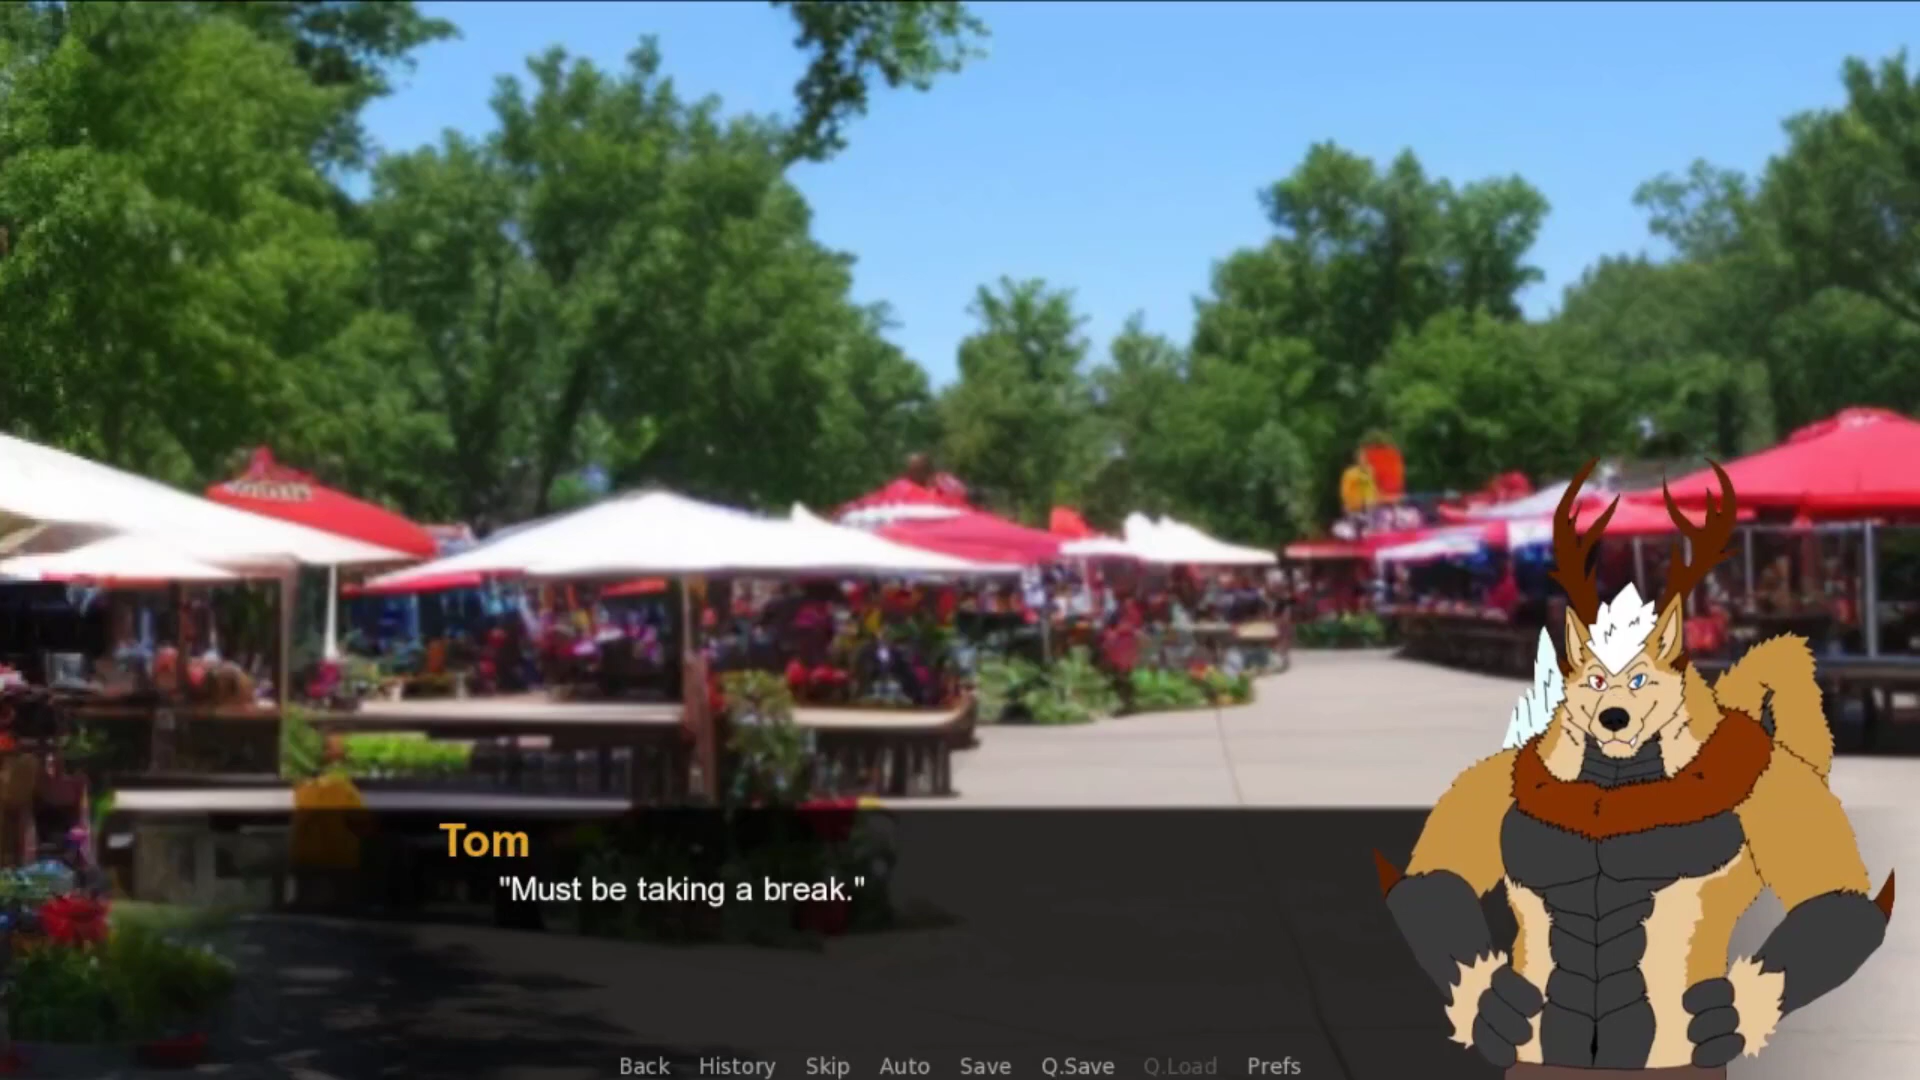 Tom
"Must be taking a break."
Back History Skip Auto Save Q.Save Q.Load Prefs